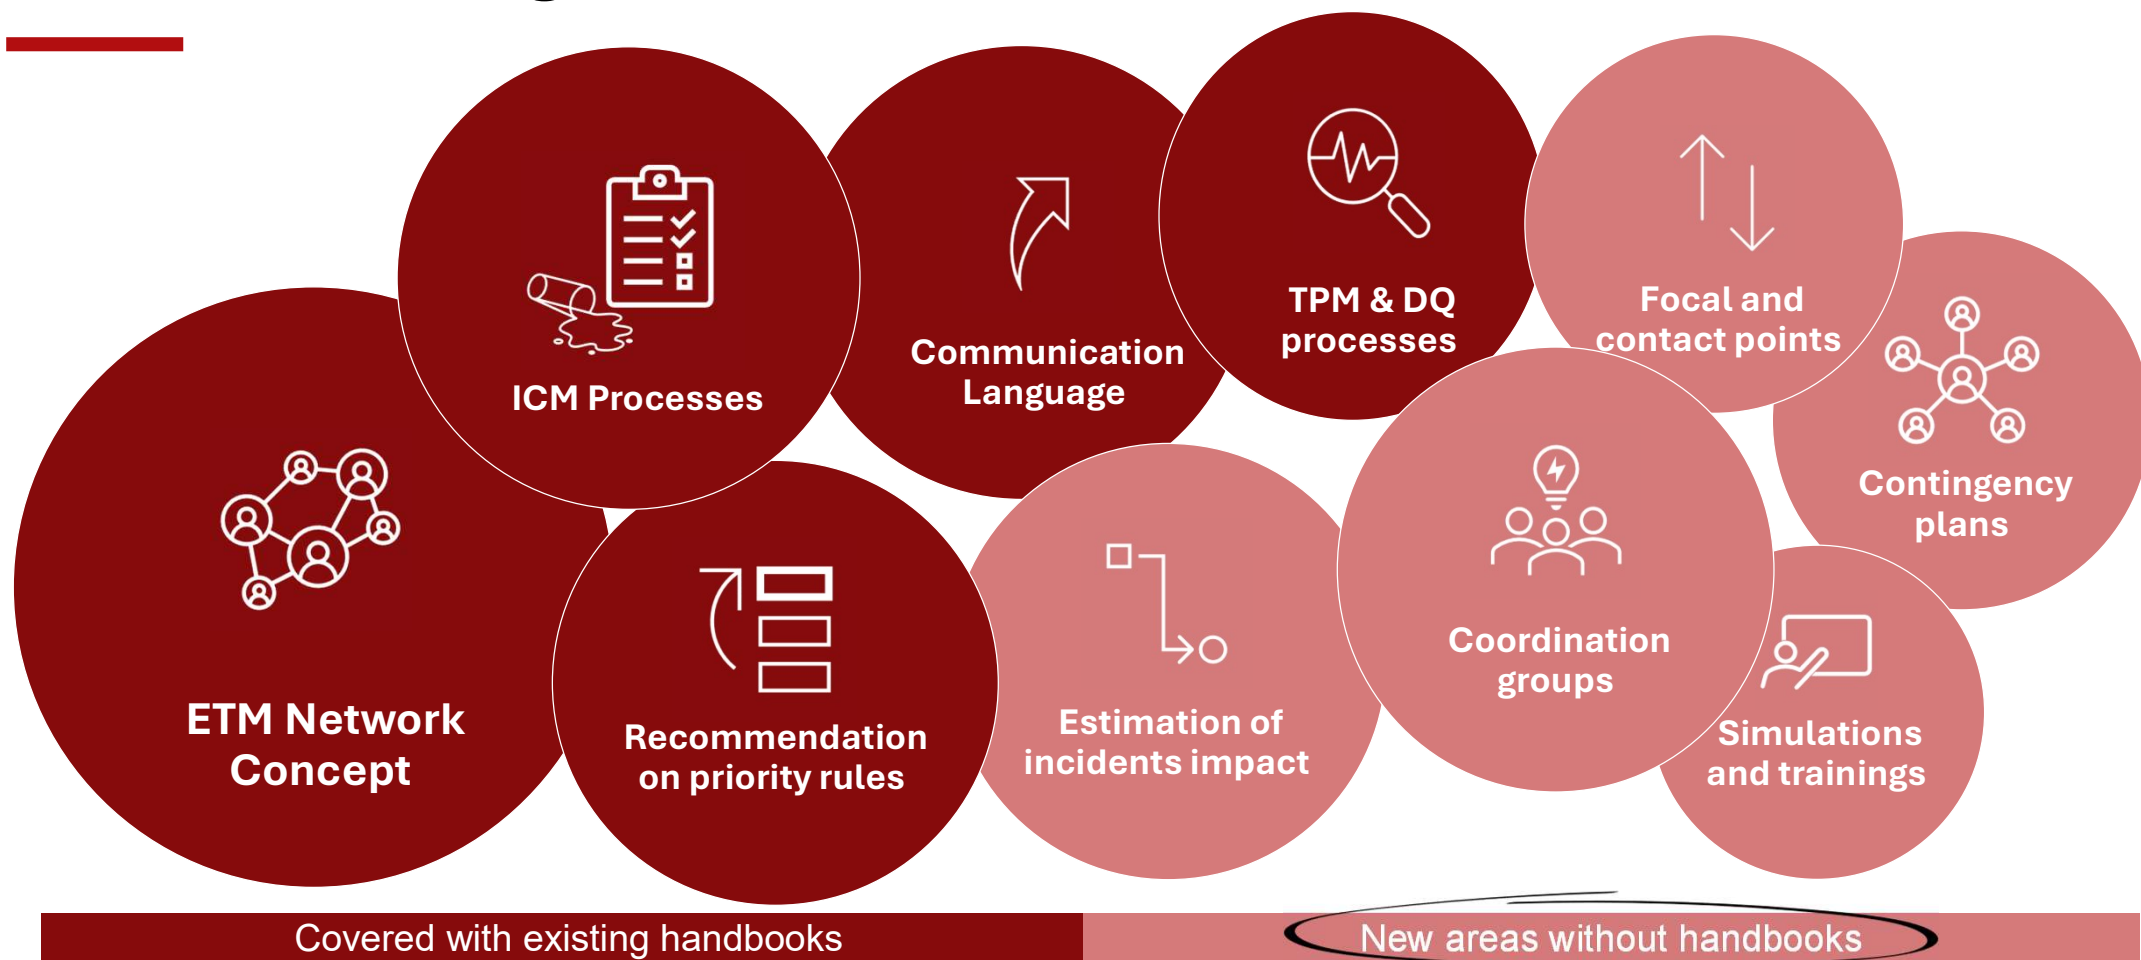 ICM Processes
Communication
Language
TPM & DQ
processes
Focal and
contact points
Contingency
plans
ETM Network
Concept
Recommendation
on priority rules
Estimation of
incidents impact
Coordination
groups
Simulations
and trainings
Covered with existing handbooks
New areas without handbooks